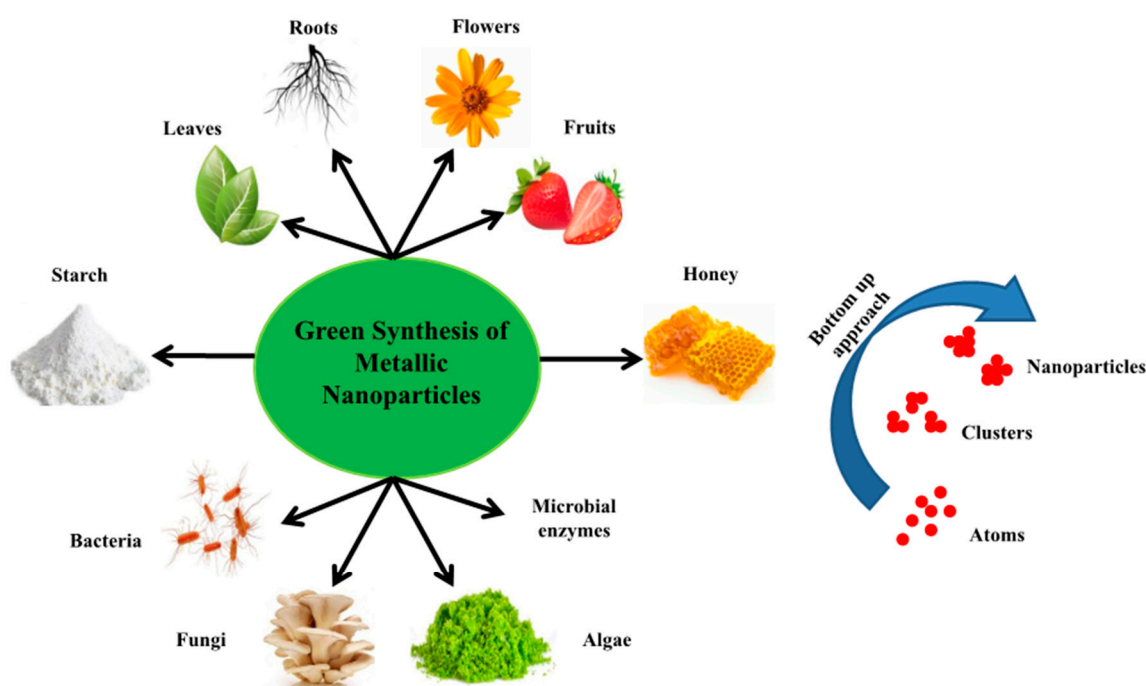 Roots
Flowers
Leaves
Fruits
Starch
Honey
Green Synthesis of
Metallic
Nanoparticles
Bacteria
Microbial
enzymes
Fungi
Algae
Bottom up
approach
Nanoparticles
Clusters
Atoms